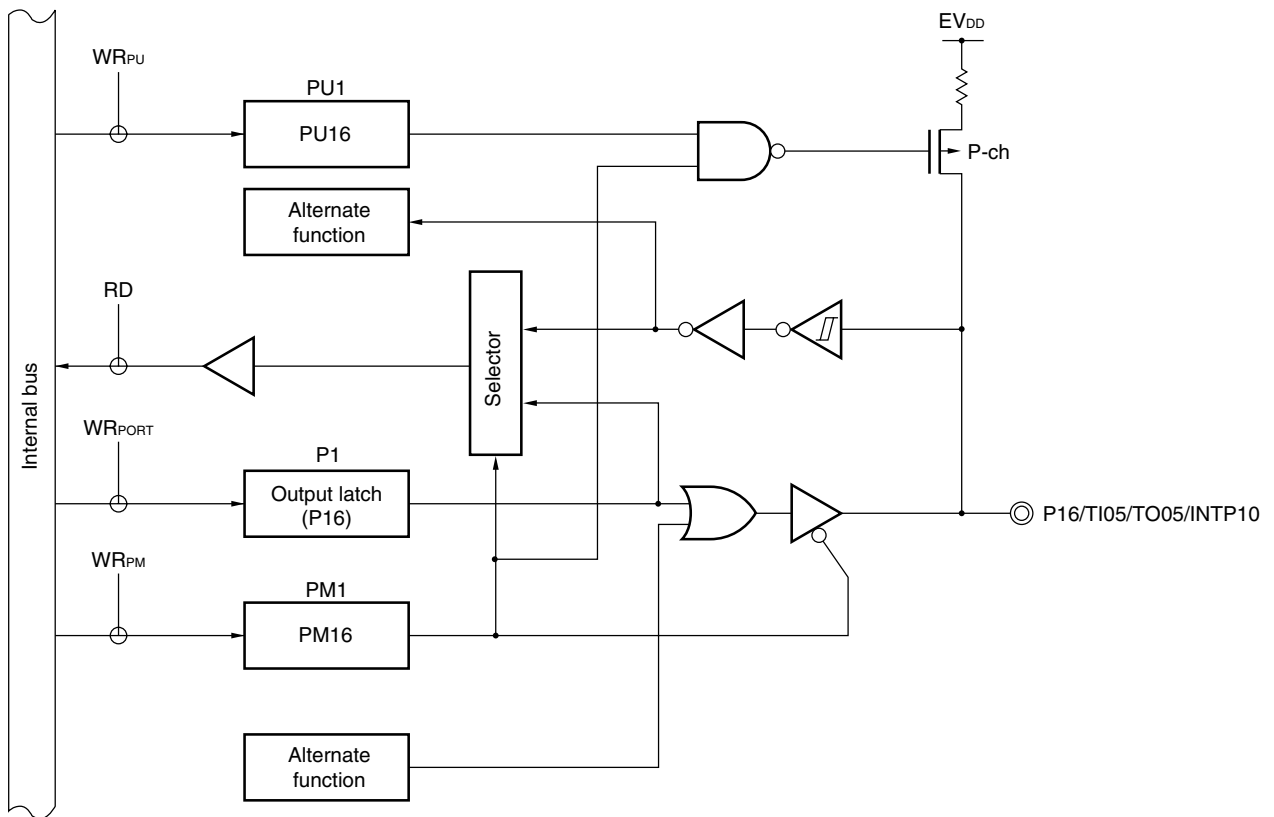 EVDD
WRPU
PU1
PU16
P-ch
Alternate
function
RD
Selector
Internal bus
WRPORT
P1
Output latch
(P16)
P16/TI05/TO05/INTP10
WRPM
PM1
PM16
Alternate
function